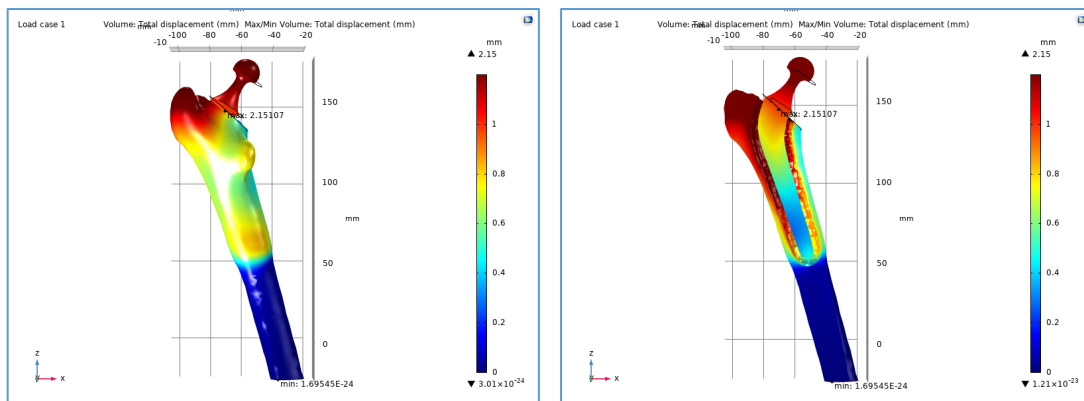 Load case 1 Volume: Total displacement (mm) Max/Min Volume: Total displacement (mm)
mm
-100 -80 -60 -40 -20
-10
mm
▲ 2.15
150
max: 2.15107
1
100
0.8
mm
0.6
50
0.4
0.2
0
z
y x
min: 1.69545E-24
0
▼ 3.01×10⁻²⁴
Load case 1 Volume: Total displacement (mm) Max/Min Volume: Total displacement (mm)
mm
-100 -80 -60 -40 -20
-10
mm
▲ 2.15
150
max: 2.15107
1
100
0.8
mm
0.6
50
0.4
0.2
0
z
y x
min: 1.69545E-24
0
▼ 1.21×10⁻²³